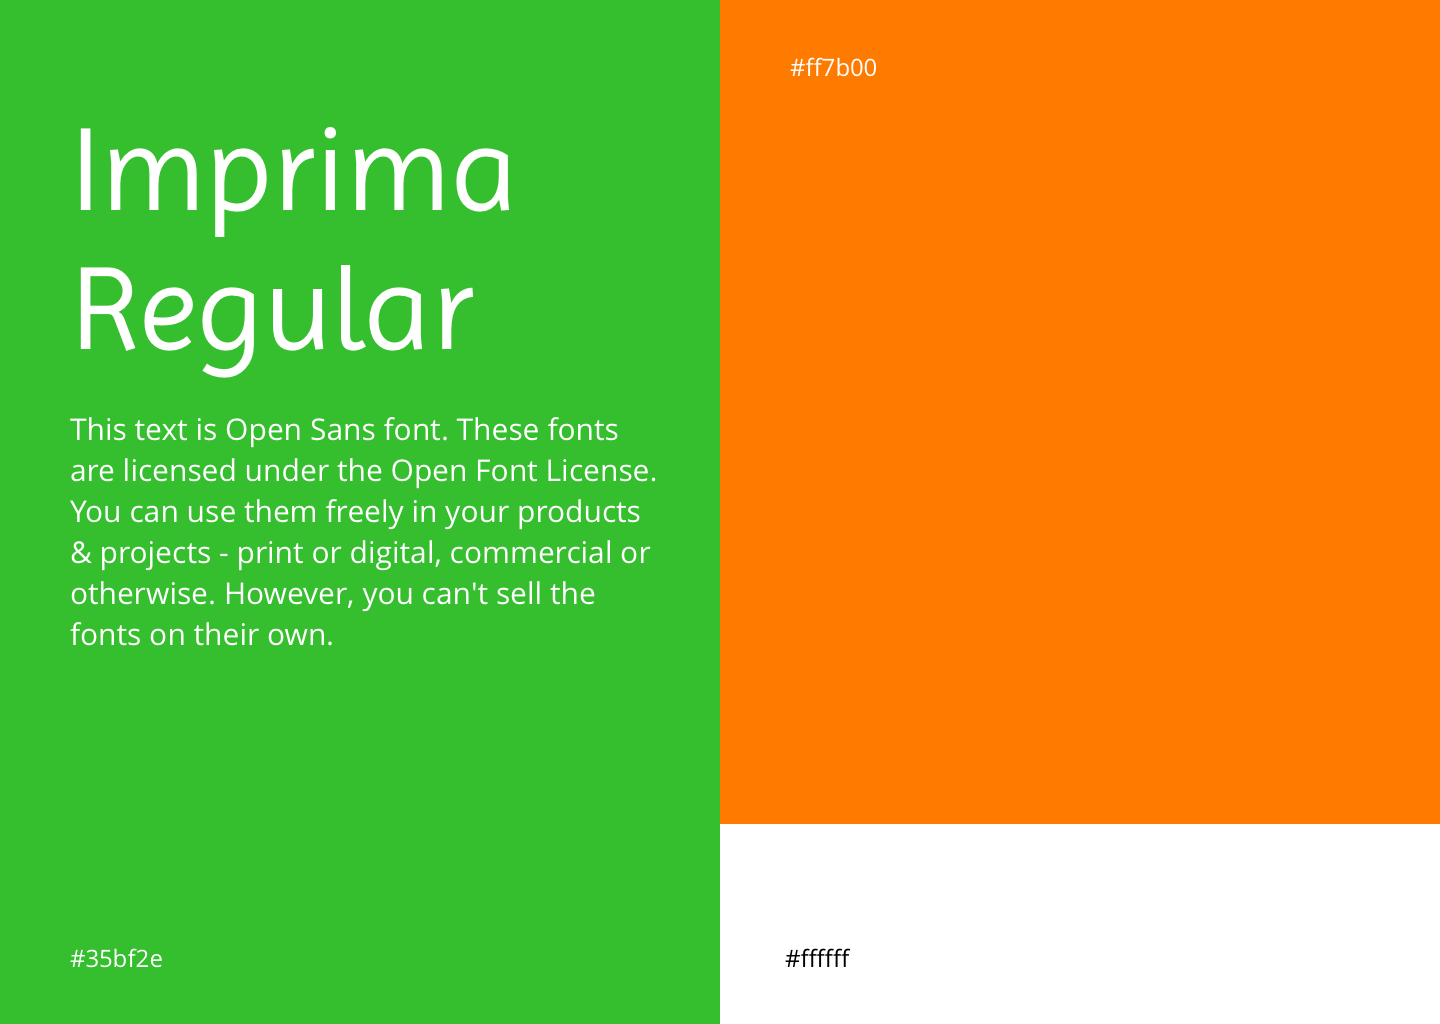 Imprima
Regular
This text is Open Sans font. These fonts
are licensed under the Open Font License.
You can use them freely in your products
& projects - print or digital, commercial or
otherwise. However, you can't sell the
fonts on their own.
#35bf2e
#ff7b00
#ffffff